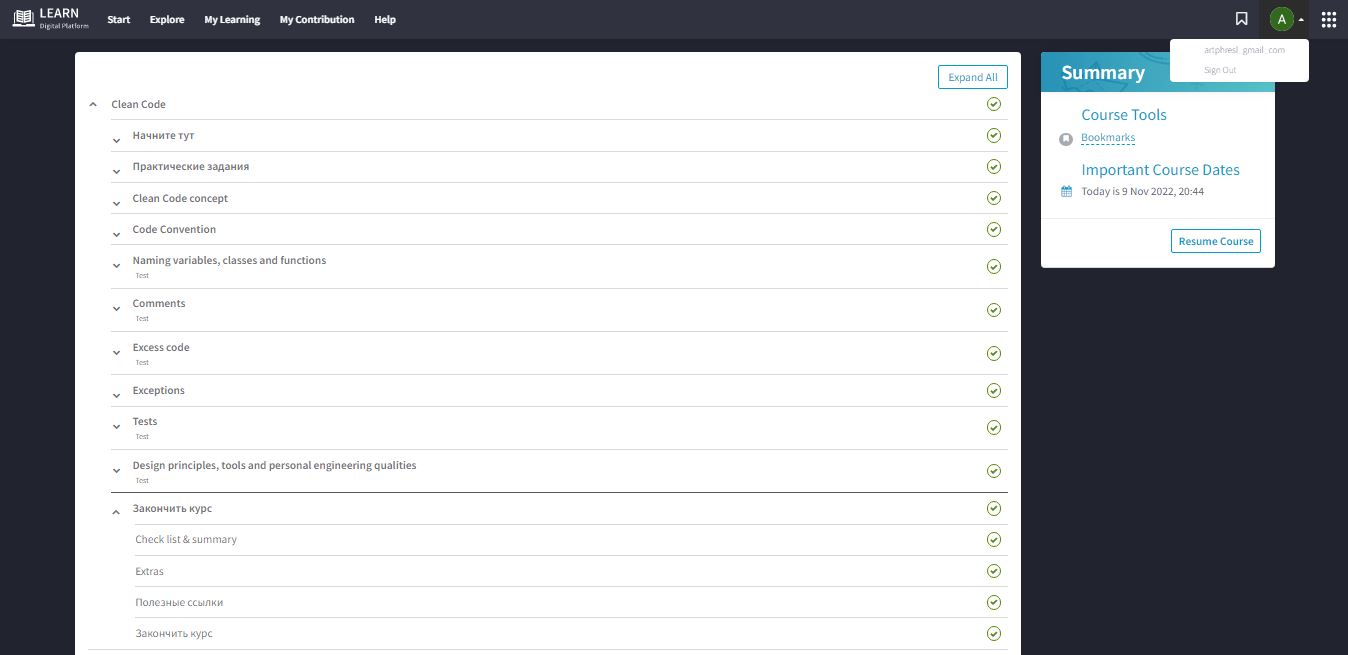 LEARN
Digital Platform
Start
Explore
My Learning
My Contribution
Help
A
artphresl_gmail_com
Sign Out
Expand All
Clean Code
Начните тут
Практические задания
Clean Code concept
Code Convention
Naming variables, classes and functions
Test
Comments
Test
Excess code
Test
Exceptions
Tests
Test
Design principles, tools and personal engineering qualities
Test
Закончить курс
Check list & summary
Extras
Полезные ссылки
Закончить курс
Summary
Course Tools
Bookmarks
Important Course Dates
Today is 9 Nov 2022, 20:44
Resume Course